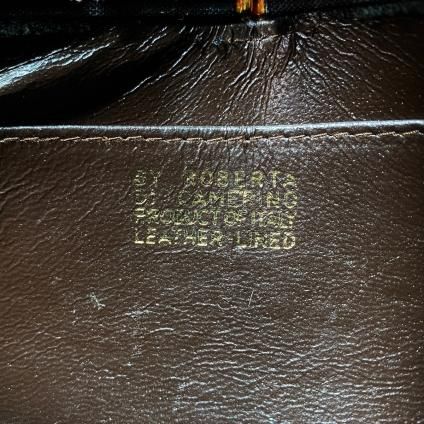 BY ROBERTA
DI CAMERINO
PRODUCT OF ITALY
LEATHER LINED